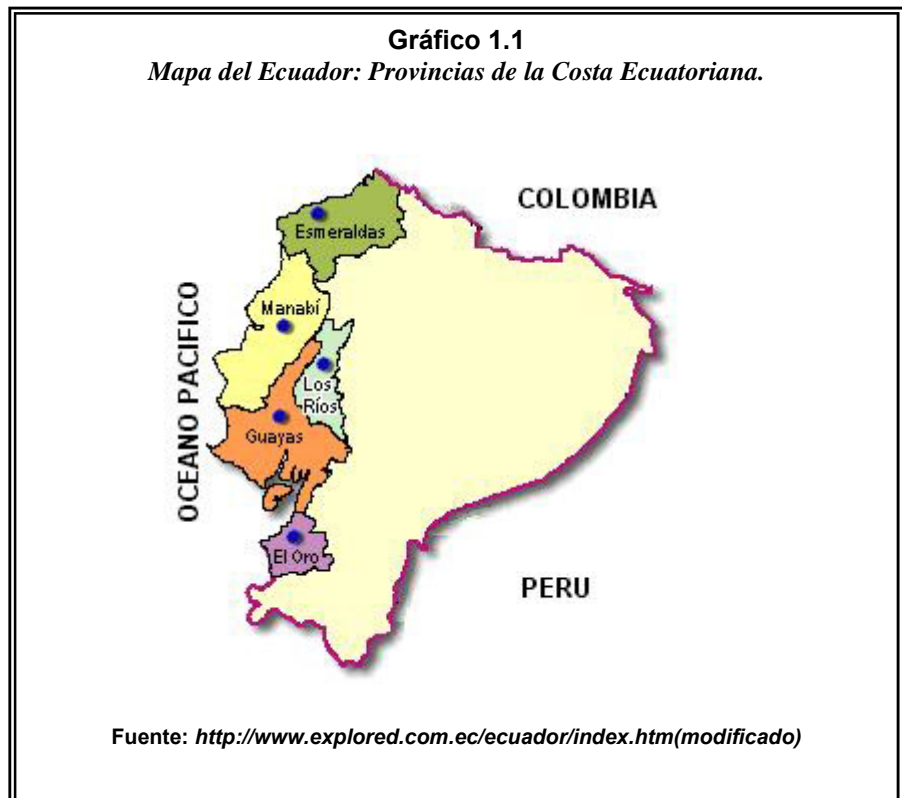 Gráfico 1.1
Mapa del Ecuador: Provincias de la Costa Ecuatoriana.
COLOMBIA
Esmeraldas
OCEANO PACIFICO
Manabí
Los
Ríos
Guayas
El Oro
PERU
Fuente: http://www.explored.com.ec/ecuador/index.htm(modificado)